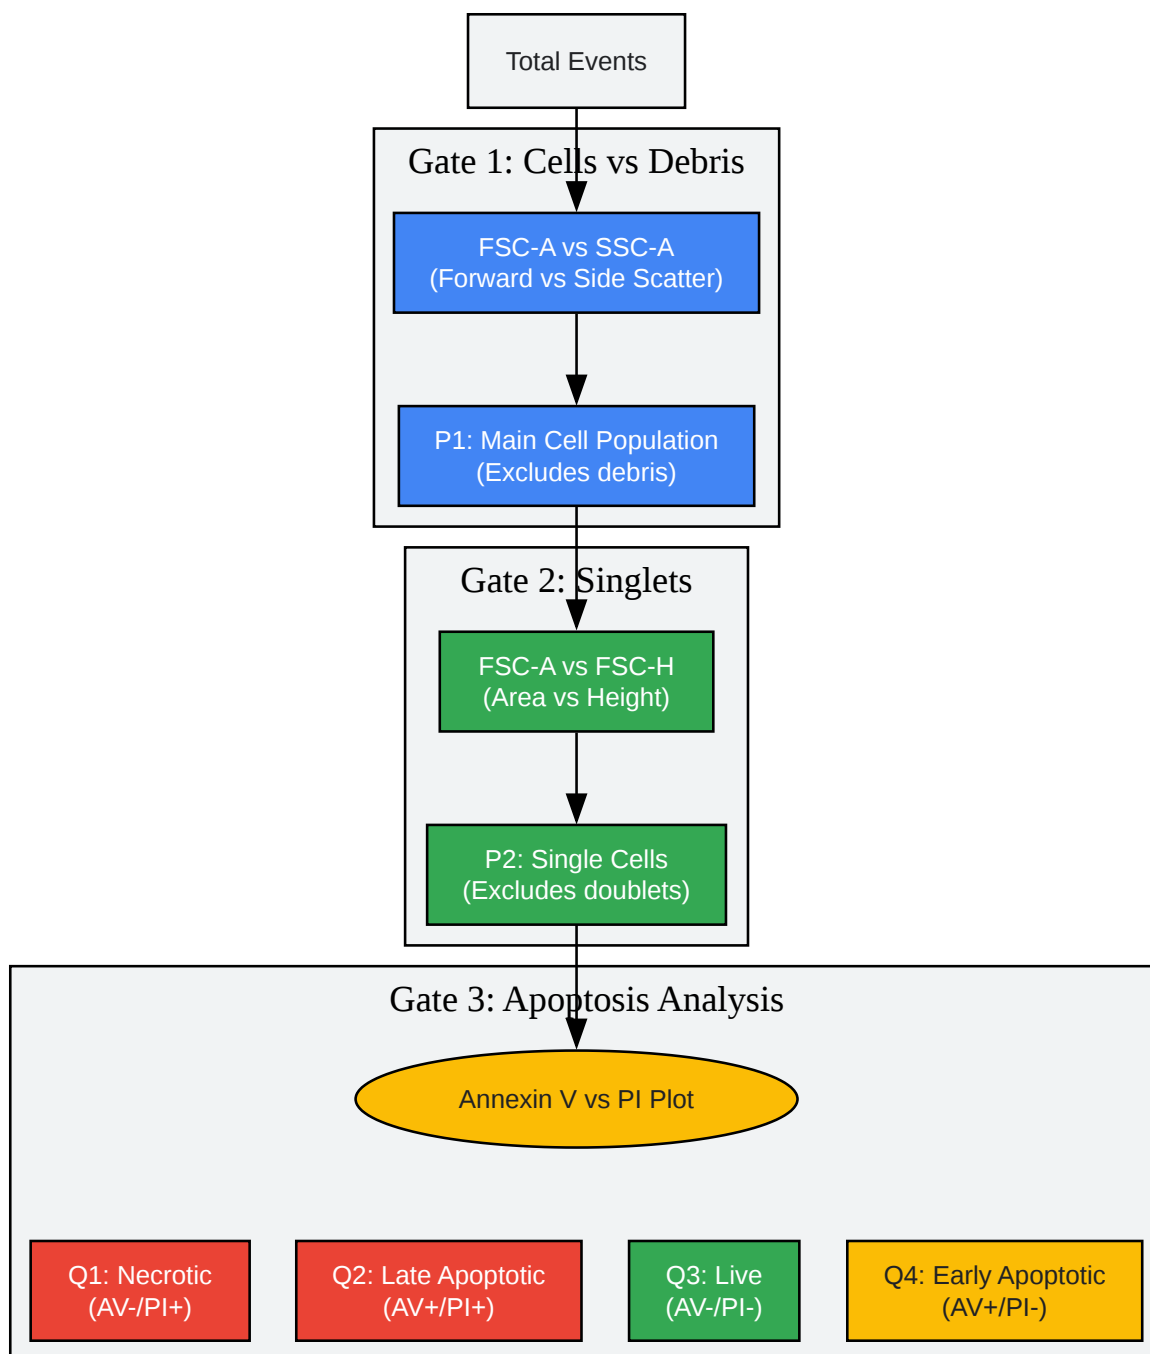 Total Events
Gate 1: Cells vs Debris
FSC-A vs SSC-A
(Forward vs Side Scatter)
P1: Main Cell Population
(Excludes debris)
Gate 2: Singlets
FSC-A vs FSC-H
(Area vs Height)
P2: Single Cells
(Excludes doublets)
Gate 3: Apoptosis Analysis
Annexin V vs PI Plot
Q1: Necrotic
(AV-/PI+)
Q2: Late Apoptotic
(AV+/PI+)
Q3: Live
(AV-/PI-)
Q4: Early Apoptotic
(AV+/PI-)